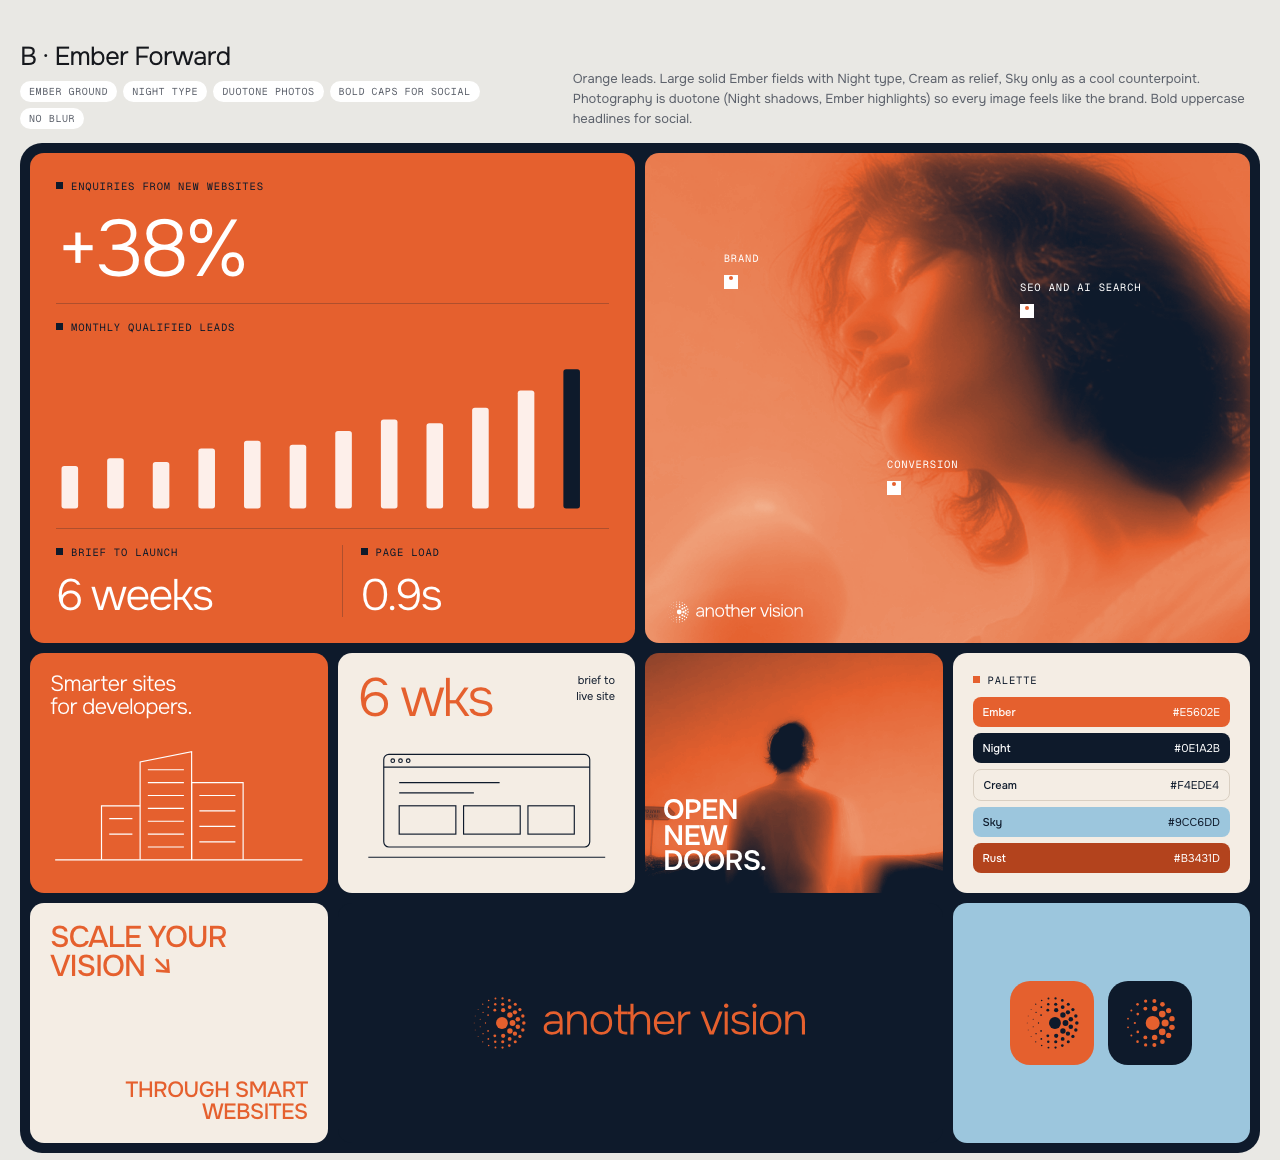 B · Ember Forward
EMBER GROUND
NIGHT TYPE
DUOTONE PHOTOS
BOLD CAPS FOR SOCIAL
NO BLUR
Orange leads. Large solid Ember fields with Night type, Cream as relief, Sky only as a cool counterpoint.
Photography is duotone (Night shadows, Ember highlights) so every image feels like the brand. Bold uppercase
headlines for social.
ENQUIRIES FROM NEW WEBSITES
+38%
MONTHLY QUALIFIED LEADS
BRIEF TO LAUNCH
6 weeks
PAGE LOAD
0.9s
BRAND
SEO AND AI SEARCH
CONVERSION
another vision
Smarter sites
for developers.
6 wks
brief to
live site
OPEN
NEW
DOORS.
PALETTE
Ember #E5602E
Night #0E1A2B
Cream #F4EDE4
Sky #9CC6DD
Rust #B3431D
SCALE YOUR
VISION ↘
THROUGH SMART
WEBSITES
another vision